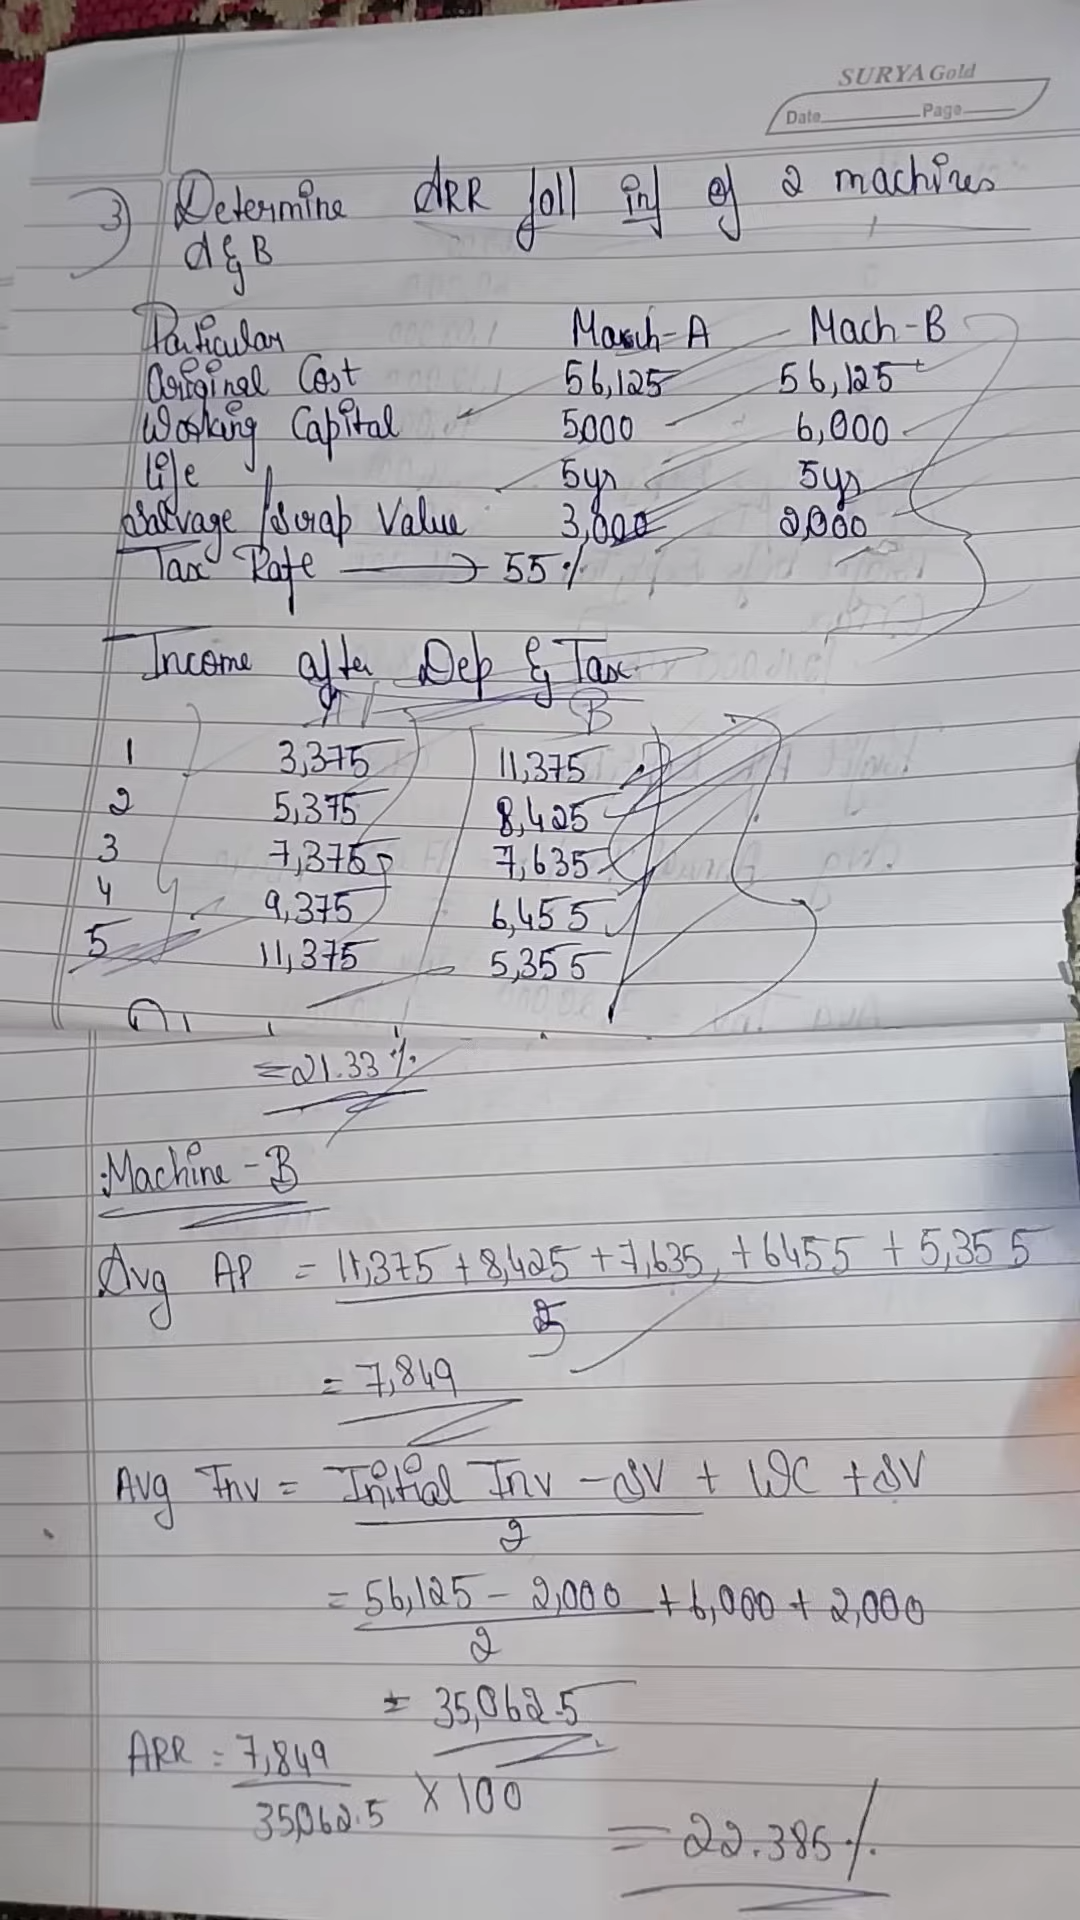 SURYA Gold
Date Page
3) Determine ARR foll inf of 2 machines
A & B
Particular Mach-A Mach-B
Original Cost 56,125 56,125
Working Capital 5000 6,000
life 5yr 5yr
Salvage/Scrap Value 3,000 2,000
Tax Rate → 55%
Income after Dep & Tax
A B
1 3,375 11,375
2 5,375 8,425
3 7,375 7,635
4 9,375 6,455
5 11,375 5,355
= 21.33%
Machine - B
Avg AP = 11,375 + 8,425 + 7,635 + 6455 + 5,355
5
= 7,849
Avg Inv = Initial Inv - SV + WC + SV
2
= 56,125 - 2,000 + 6,000 + 2,000
2
= 35,062.5
ARR = 7,849
35,062.5 × 100
= 22.385%